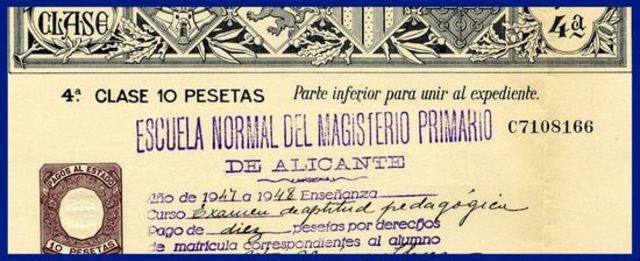 CLASE 4ª
4.ª CLASE 10 PESETAS Parte inferior para unir al expediente.
ESCUELA NORMAL DEL MAGISTERIO PRIMARIO C7108166
DE ALICANTE
PAGOS AL ESTADO
Año de 1947 a 1948 Enseñanza
Curso Examen de aptitud pedagógica
Pago de diez pesetas por derechos
10 PESETAS
de matrícula correspondientes al alumno